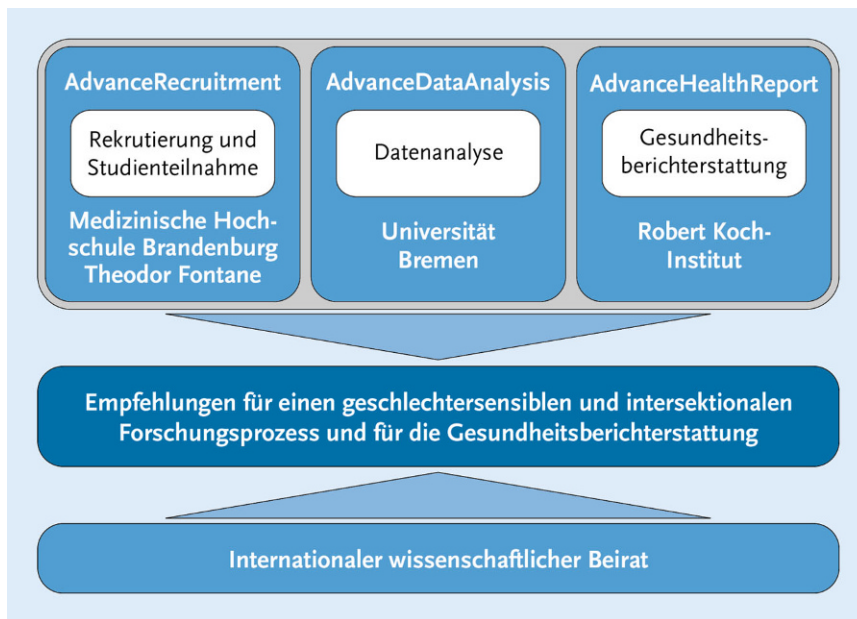 AdvanceRecruitment
Rekrutierung und
Studienteilnahme
Medizinische Hoch-
schule Brandenburg
Theodor Fontane
AdvanceDataAnalysis
Datenanalyse
Universität
Bremen
AdvanceHealthReport
Gesundheits-
berichterstattung
Robert Koch-
Institut
Empfehlungen für einen geschlechtersensiblen und intersektionalen
Forschungsprozess und für die Gesundheitsberichterstattung
Internationaler wissenschaftlicher Beirat